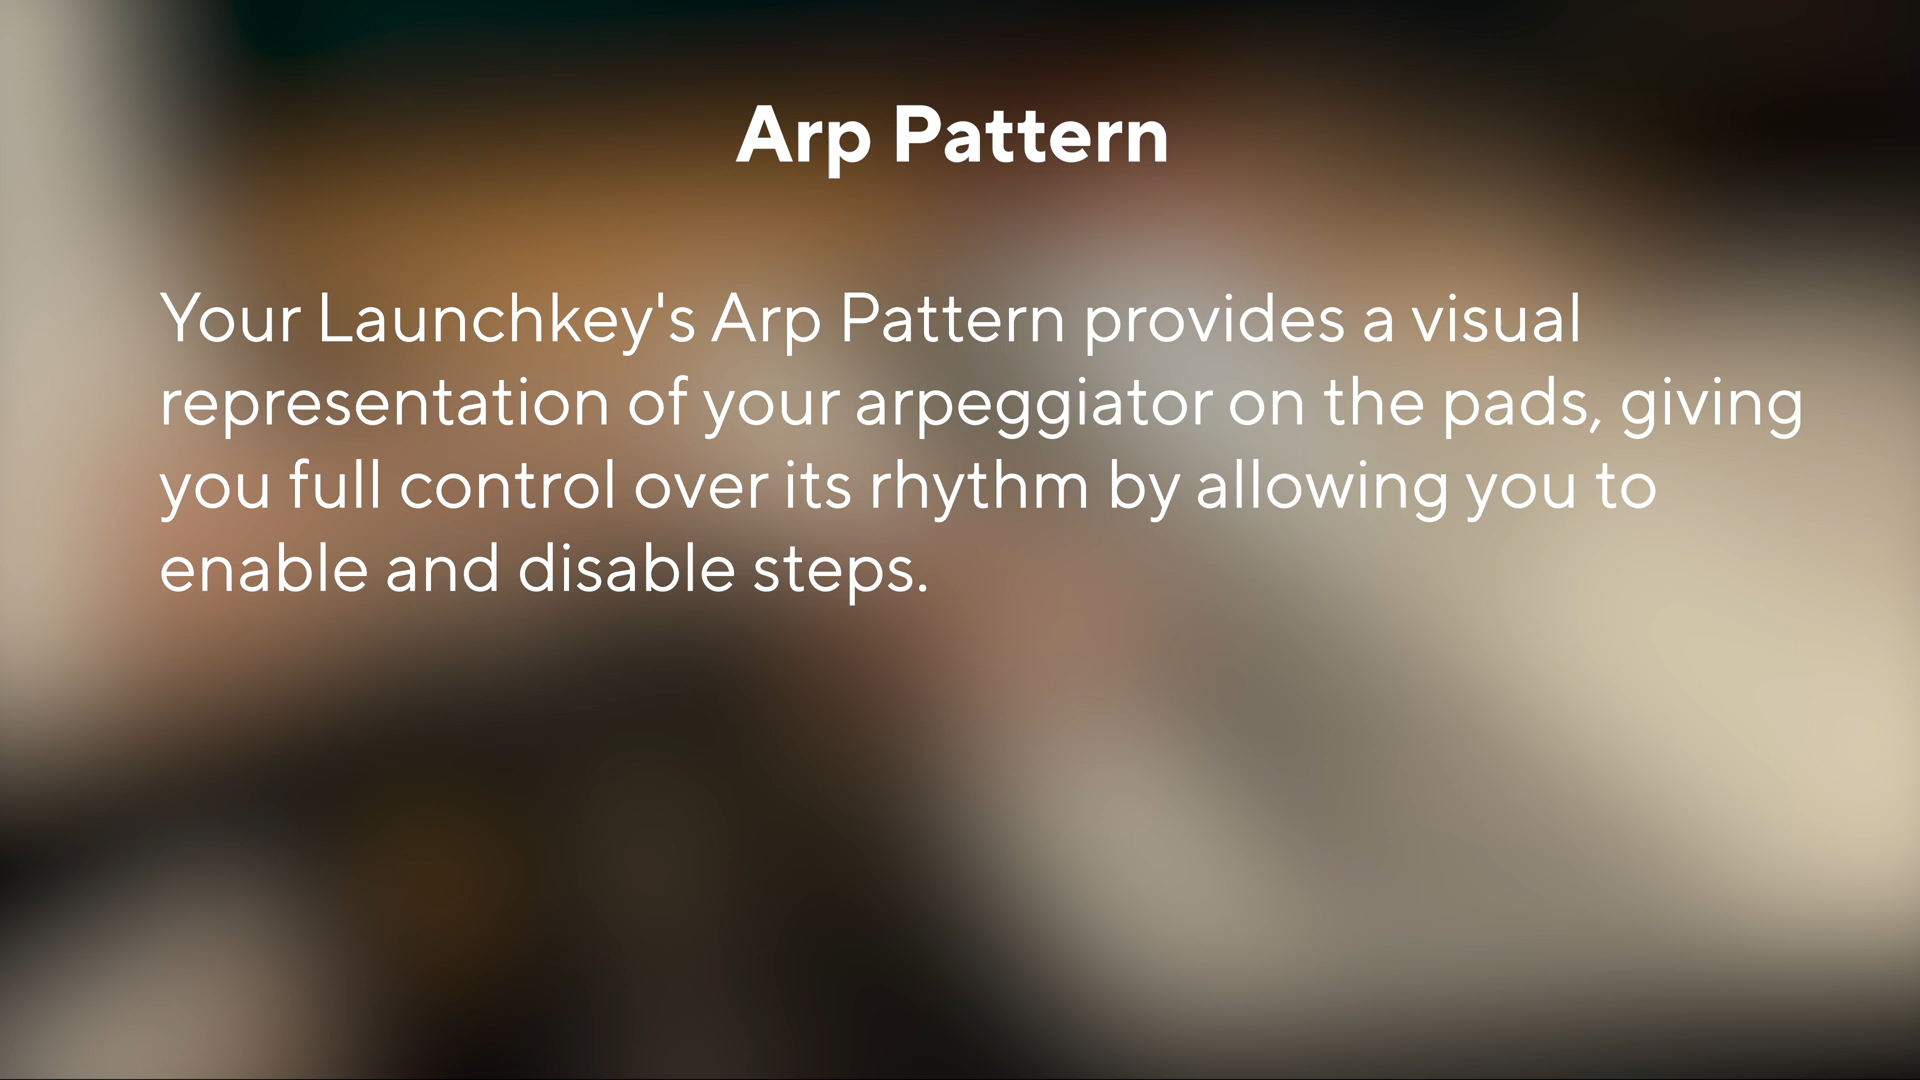 Arp Pattern
Your Launchkey's Arp Pattern provides a visual
representation of your arpeggiator on the pads, giving
you full control over its rhythm by allowing you to
enable and disable steps.